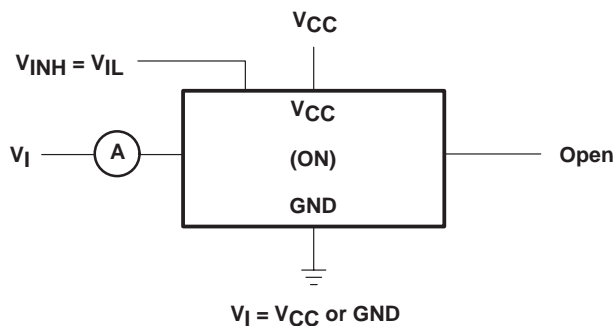 VCC
VINH = VIL
VCC
VI
A
(ON)
Open
GND
VI = VCC or GND